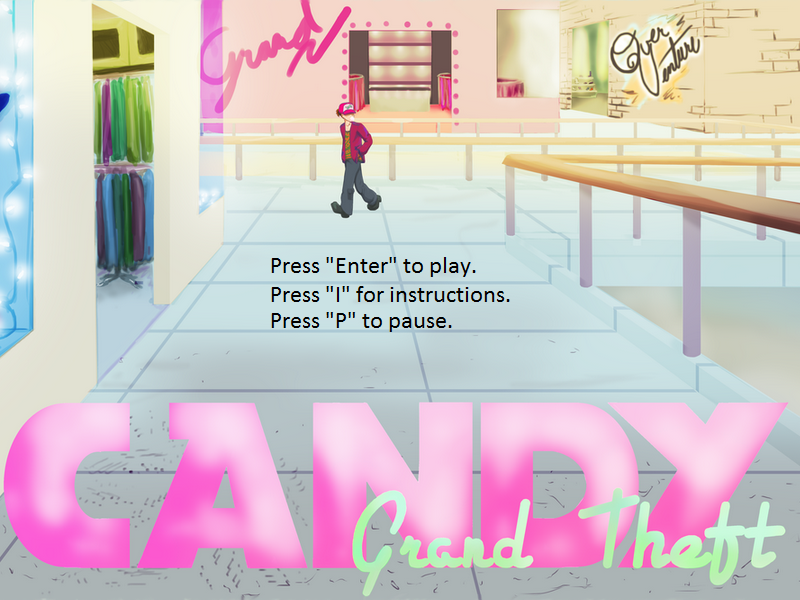 Grand
Over
Venture
Press "Enter" to play.
Press "I" for instructions.
Press "P" to pause.
CANDY
Grand Theft